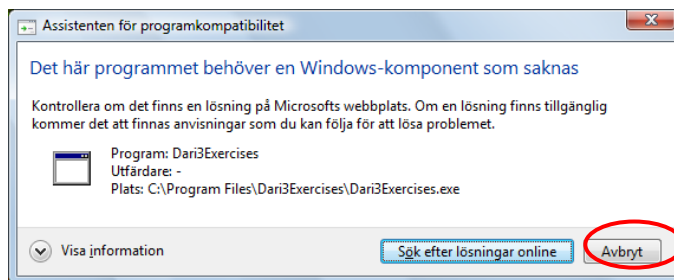 Assistenten för programkompatibilitet
Det här programmet behöver en Windows-komponent som saknas
Kontrollera om det finns en lösning på Microsofts webbplats. Om en lösning finns tillgänglig
kommer det att finnas anvisningar som du kan följa för att lösa problemet.
Program: Dari3Exercises
Utfärdare: -
Plats: C:\Program Files\Dari3Exercises\Dari3Exercises.exe
Visa information
Sök efter lösningar online
Avbryt